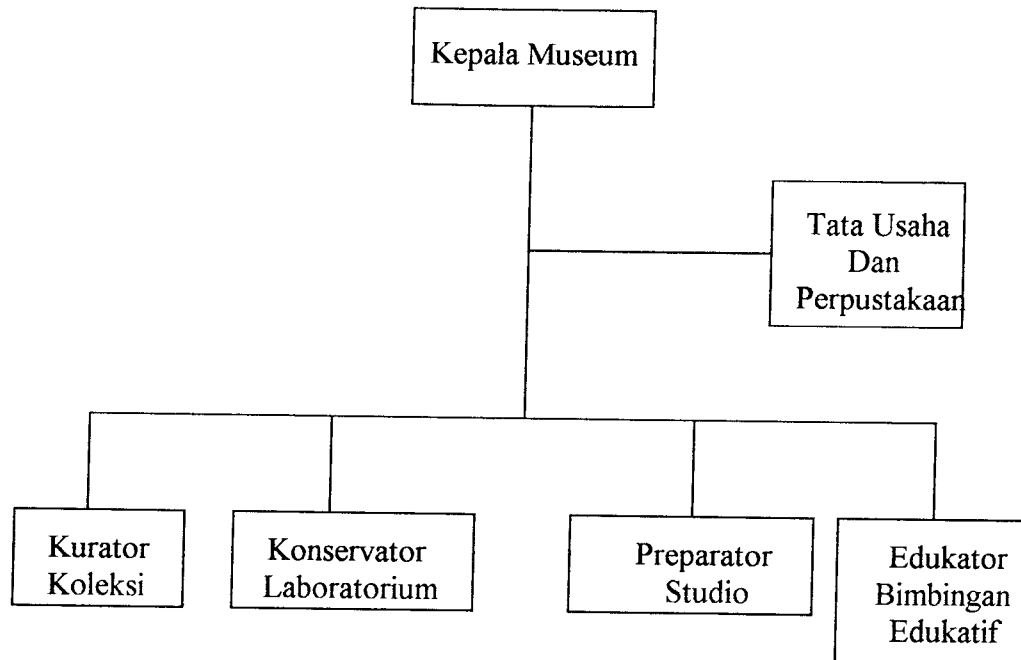 Kepala Museum
Tata Usaha
Dan
Perpustakaan
Kurator
Koleksi
Konservator
Laboratorium
Preparator
Studio
Edukator
Bimbingan
Edukatif